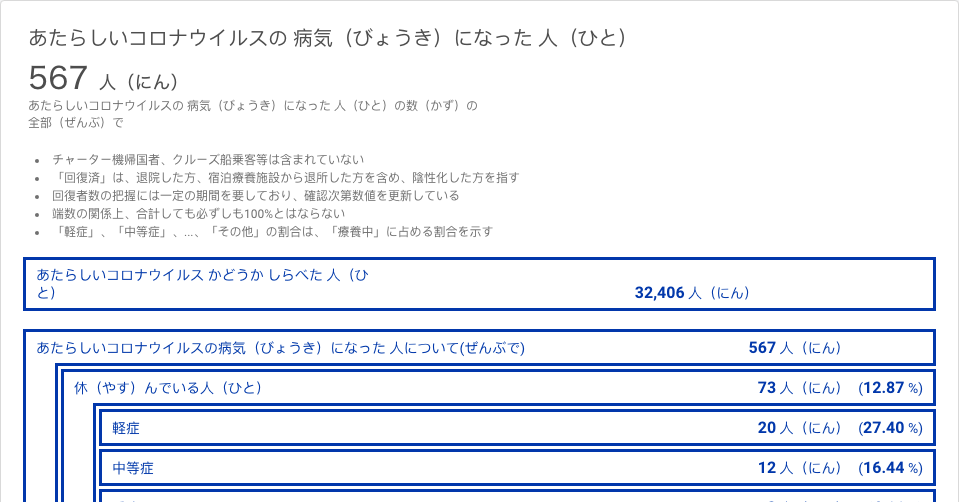 あたらしいコロナウイルスの 病気（びょうき）になった 人（ひと）
567 人（にん）
あたらしいコロナウイルスの 病気（びょうき）になった 人（ひと）の数（かず）の
全部（ぜんぶ）で
チャーター機帰国者、クルーズ船乗客等は含まれていない
「回復済」は、退院した方、宿泊療養施設から退所した方を含め、陰性化した方を指す
回復者数の把握には一定の期間を要しており、確認次第数値を更新している
端数の関係上、合計しても必ずしも100%とはならない
「軽症」、「中等症」、...、「その他」の割合は、「療養中」に占める割合を示す
あたらしいコロナウイルス かどうか しらべた 人（ひ
と）
32,406 人（にん）
あたらしいコロナウイルスの病気（びょうき）になった 人について(ぜんぶで) 567 人（にん）
休（やす）んでいる人（ひと） 73 人（にん） (12.87 %)
軽症 20 人（にん） (27.40 %)
中等症 12 人（にん） (16.44 %)